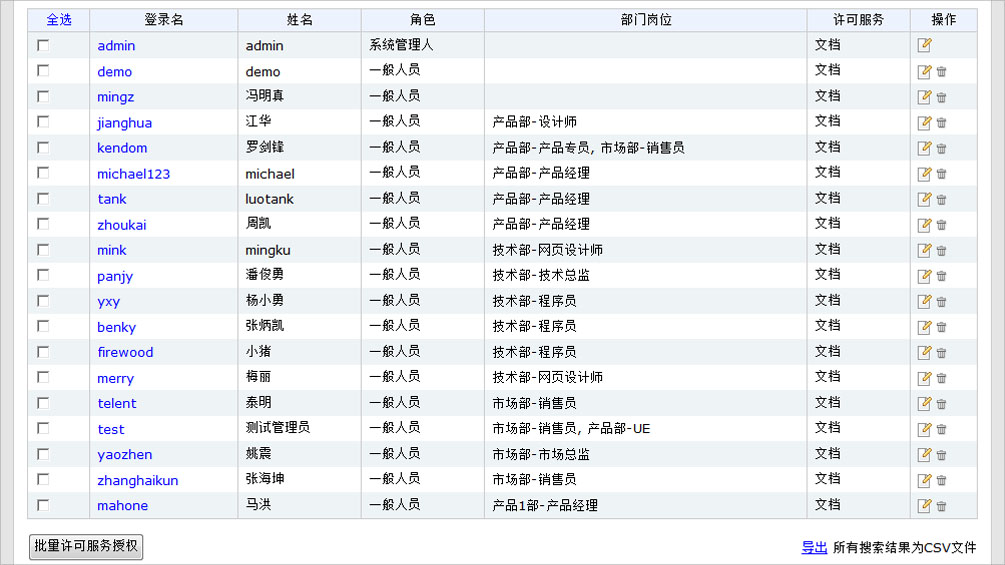 全选 登录名 姓名 角色 部门岗位 许可服务 操作
admin admin 系统管理人 文档
demo demo 一般人员 文档
mingz 冯明真 一般人员 文档
jianghua 江华 一般人员 产品部-设计师 文档
kendom 罗剑锋 一般人员 产品部-产品专员, 市场部-销售员 文档
michael123 michael 一般人员 产品部-产品经理 文档
tank luotank 一般人员 产品部-产品经理 文档
zhoukai 周凯 一般人员 产品部-产品经理 文档
mink mingku 一般人员 技术部-网页设计师 文档
panjy 潘俊勇 一般人员 技术部-技术总监 文档
yxy 杨小勇 一般人员 技术部-程序员 文档
benky 张炳凯 一般人员 技术部-程序员 文档
firewood 小猪 一般人员 技术部-程序员 文档
merry 梅丽 一般人员 技术部-网页设计师 文档
telent 泰明 一般人员 市场部-销售员 文档
test 测试管理员 一般人员 市场部-销售员, 产品部-UE 文档
yaozhen 姚震 一般人员 市场部-市场总监 文档
zhanghaikun 张海坤 一般人员 市场部-销售员 文档
mahone 马洪 一般人员 产品1部-产品经理 文档
批量许可服务授权 导出 所有搜索结果为CSV文件